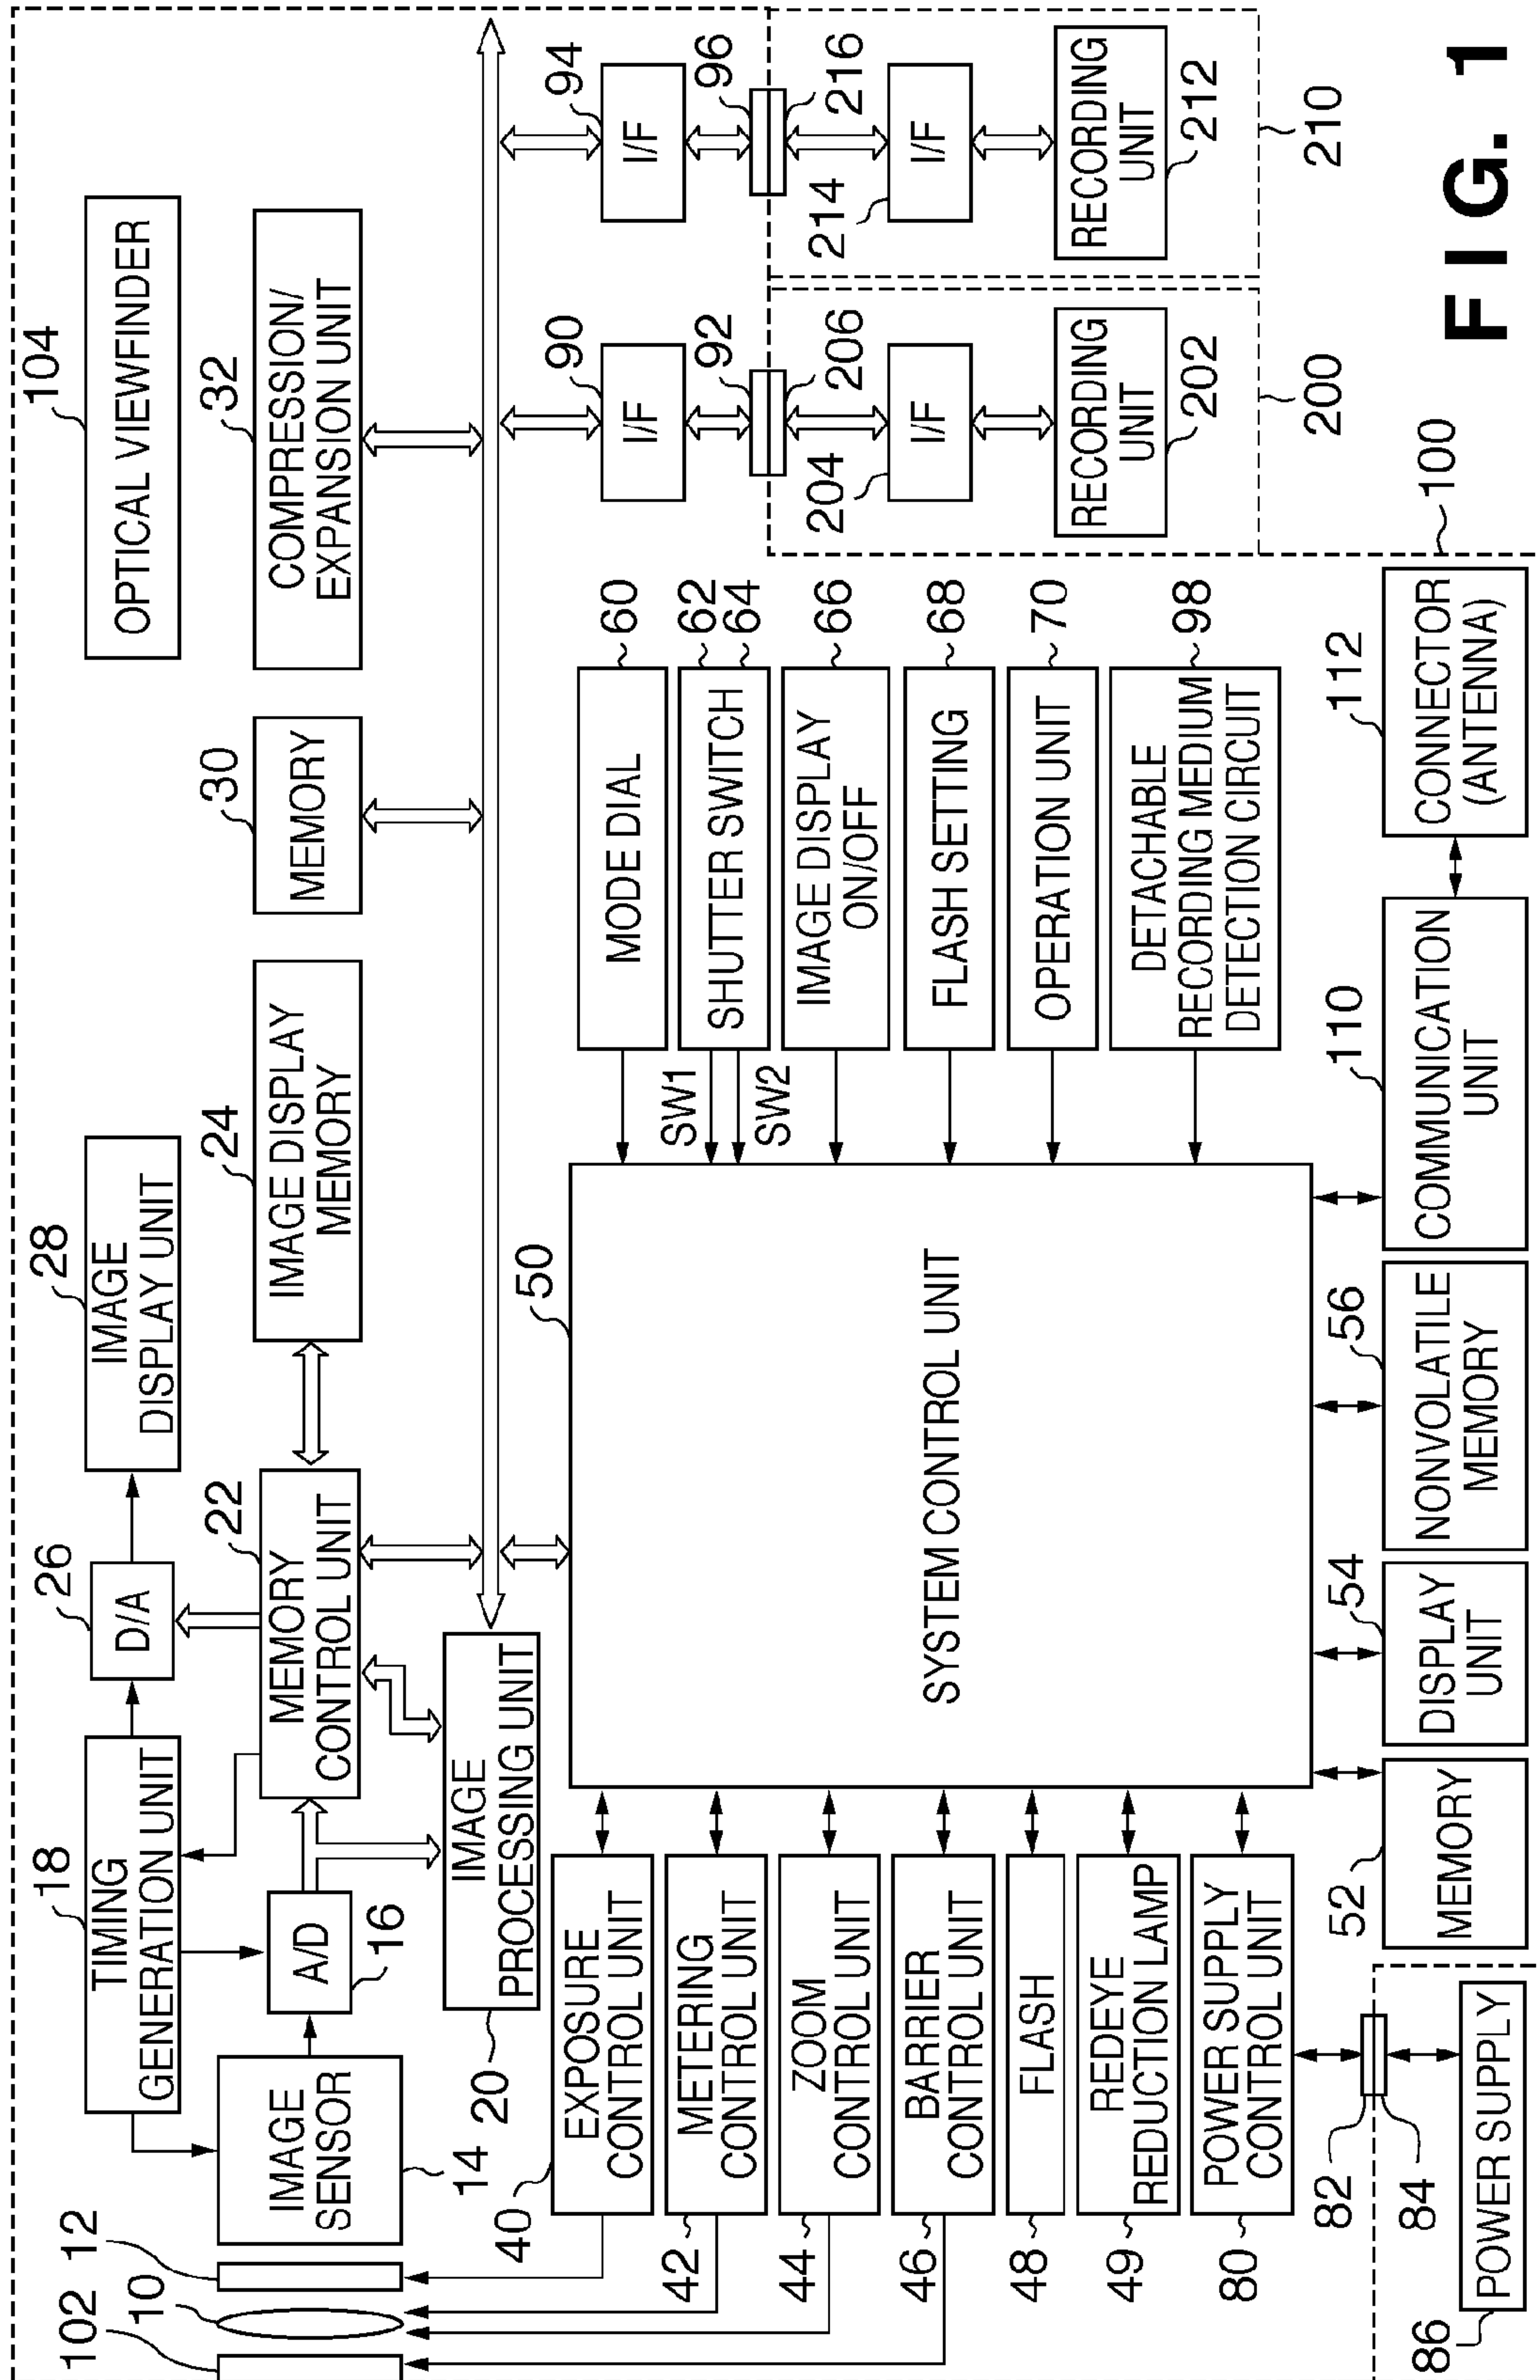 104
OPTICAL VIEWFINDER
28
IMAGE
DISPLAY UNIT
26
D/A
18
TIMING
GENERATION UNIT
12
10
102
32
COMPRESSION/
EXPANSION UNIT
30
MEMORY
24
IMAGE DISPLAY
MEMORY
22
MEMORY
CONTROL UNIT
A/D
16
IMAGE
SENSOR
14
IMAGE
PROCESSING UNIT
20
94
I/F
96
216
214
I/F
RECORDING
UNIT
212
210
90
I/F
92
206
204
I/F
RECORDING
UNIT
202
200
100
50
SYSTEM CONTROL UNIT
MODE DIAL
60
SW1
SW2
SHUTTER SWITCH
62
64
IMAGE DISPLAY
ON/OFF
66
FLASH SETTING
68
OPERATION UNIT
70
DETACHABLE
RECORDING MEDIUM
DETECTION CIRCUIT
98
40
EXPOSURE
CONTROL UNIT
42
METERING
CONTROL UNIT
44
ZOOM
CONTROL UNIT
46
BARRIER
CONTROL UNIT
48
FLASH
49
REDEYE
REDUCTION LAMP
80
POWER SUPPLY
CONTROL UNIT
82
84
86
POWER SUPPLY
52
MEMORY
54
DISPLAY
UNIT
56
NONVOLATILE
MEMORY
110
COMMUNICATION
UNIT
112
CONNECTOR
(ANTENNA)
FIG. 1